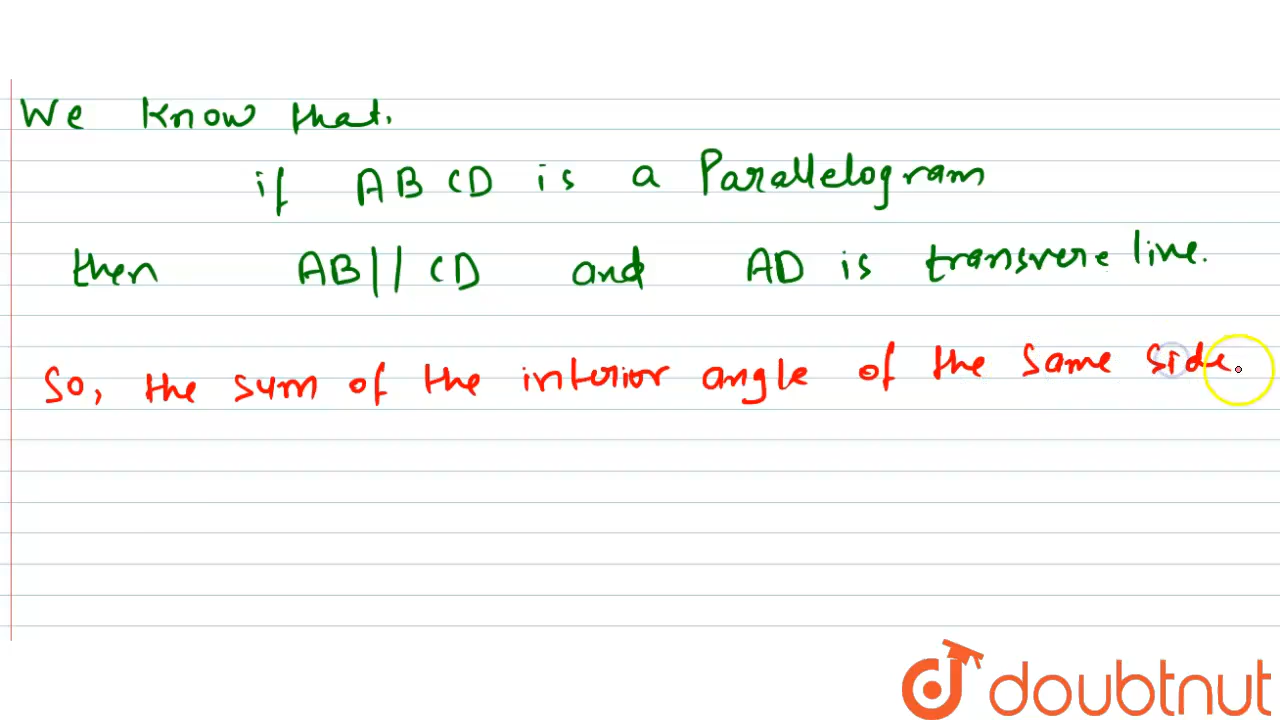 We know that.
if ABCD is a Parallelogram
then AB || CD and AD is transvere line.
So, the sum of the interior angle of the same side.
doubtnut